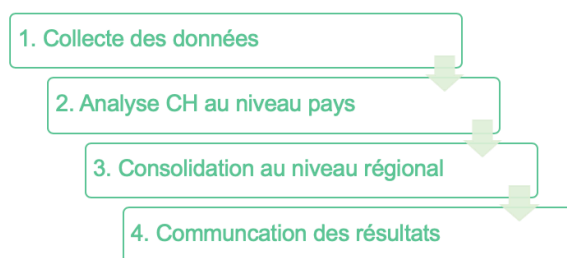 1. Collecte des données
2. Analyse CH au niveau pays
3. Consolidation au niveau régional
4. Communcation des résultats